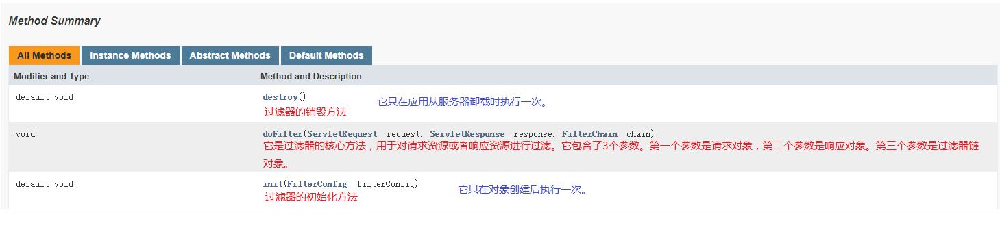 Method Summary
All Methods Instance Methods Abstract Methods Default Methods
Modifier and Type Method and Description
default void destroy() 它只在应用从服务器卸载时执行一次。
过滤器的销毁方法
void doFilter(ServletRequest request, ServletResponse response, FilterChain chain)
它是过滤器的核心方法，用于对请求资源或者响应资源进行过滤。它包含了3个参数。第一个参数是请求对象，第二个参数是响应对象。第三个参数是过滤器链
对象。
default void init(FilterConfig filterConfig) 它只在对象创建后执行一次。
过滤器的初始化方法